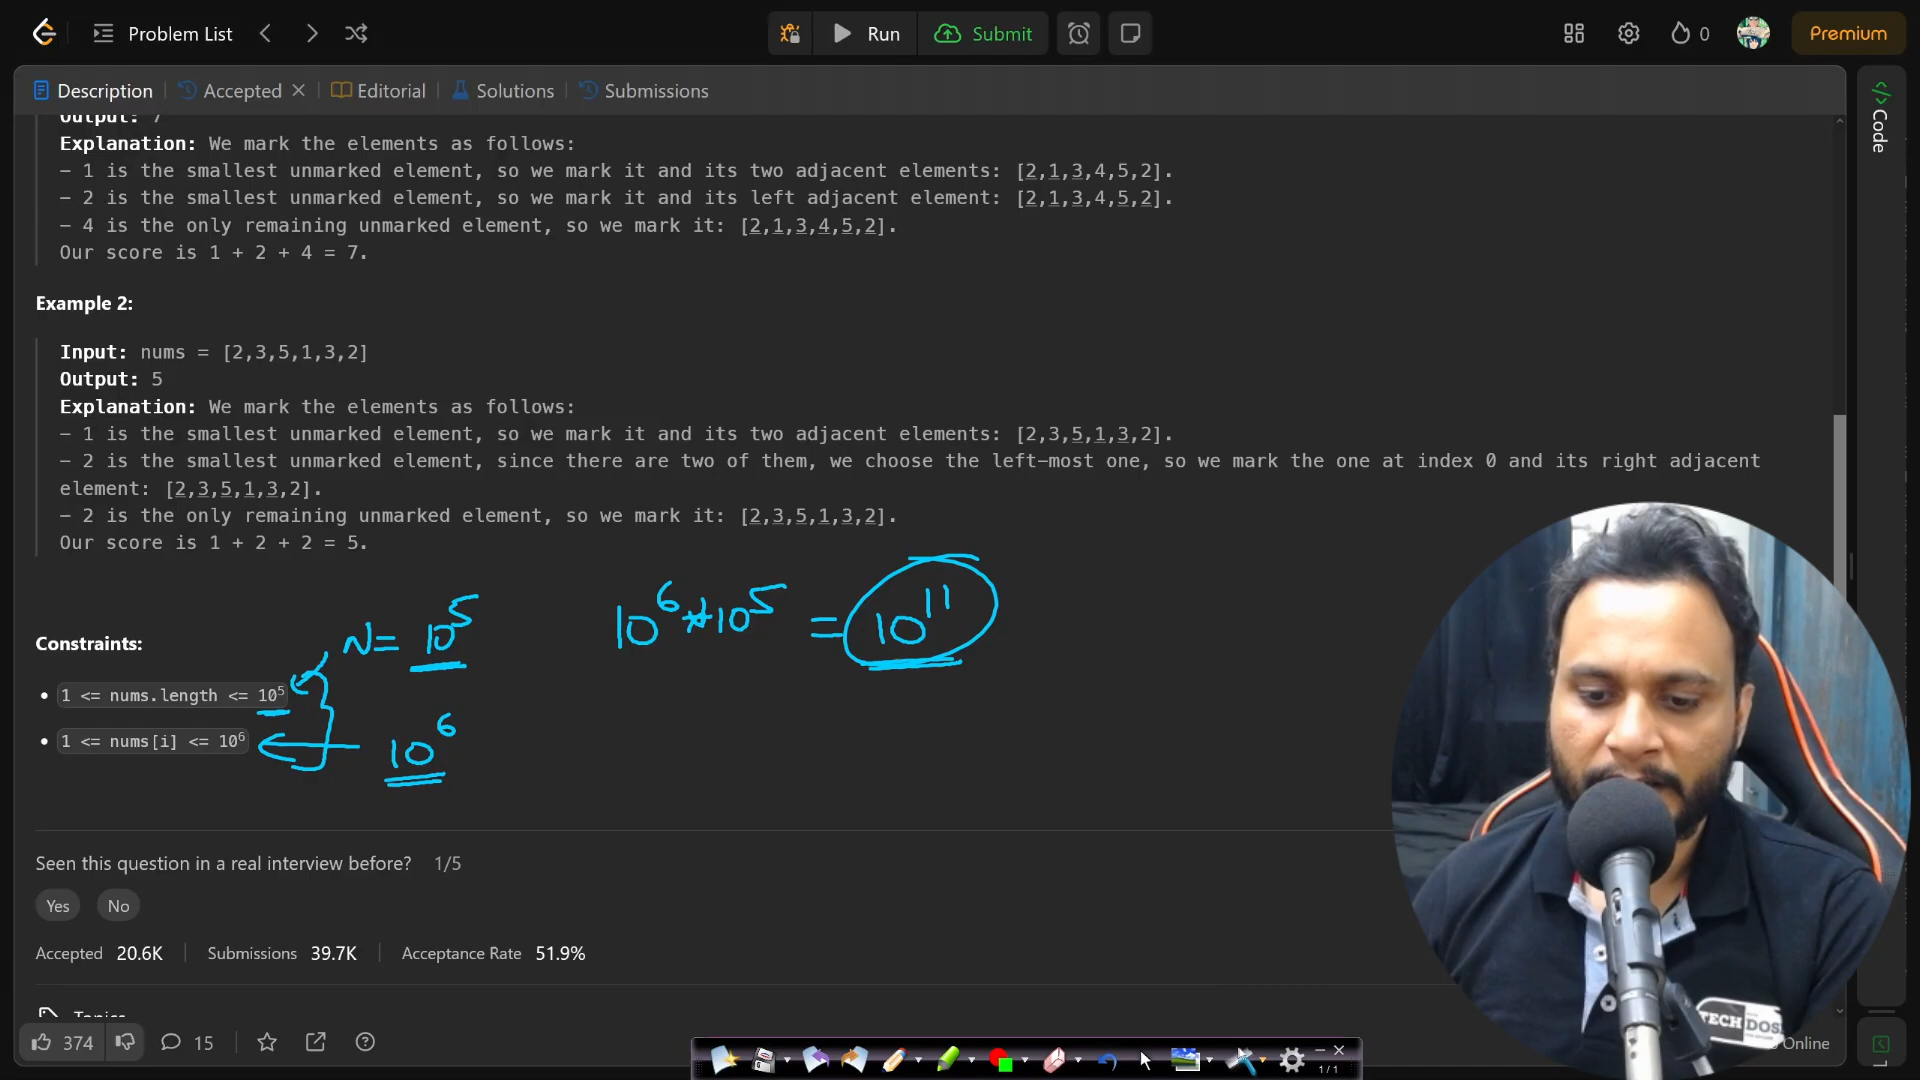 Problem List
Run
Submit
0
Premium
Description
Accepted
Editorial
Solutions
Submissions
Code
Output: 7
Explanation: We mark the elements as follows:
- 1 is the smallest unmarked element, so we mark it and its two adjacent elements: [2,1,3,4,5,2].
- 2 is the smallest unmarked element, so we mark it and its left adjacent element: [2,1,3,4,5,2].
- 4 is the only remaining unmarked element, so we mark it: [2,1,3,4,5,2].
Our score is 1 + 2 + 4 = 7.
Example 2:
Input: nums = [2,3,5,1,3,2]
Output: 5
Explanation: We mark the elements as follows:
- 1 is the smallest unmarked element, so we mark it and its two adjacent elements: [2,3,5,1,3,2].
- 2 is the smallest unmarked element, since there are two of them, we choose the left-most one, so we mark the one at index 0 and its right adjacent
element: [2,3,5,1,3,2].
- 2 is the only remaining unmarked element, so we mark it: [2,3,5,1,3,2].
Our score is 1 + 2 + 2 = 5.
N= 10^5
10^6 * 10^5 = 10^11
Constraints:
• 1 <= nums.length <= 10^5
• 1 <= nums[i] <= 10^6
10^6
Seen this question in a real interview before? 1/5
Yes
No
Accepted 20.6K
Submissions 39.7K
Acceptance Rate 51.9%
Topics
374
15
TECH DOSE
Online
1/1